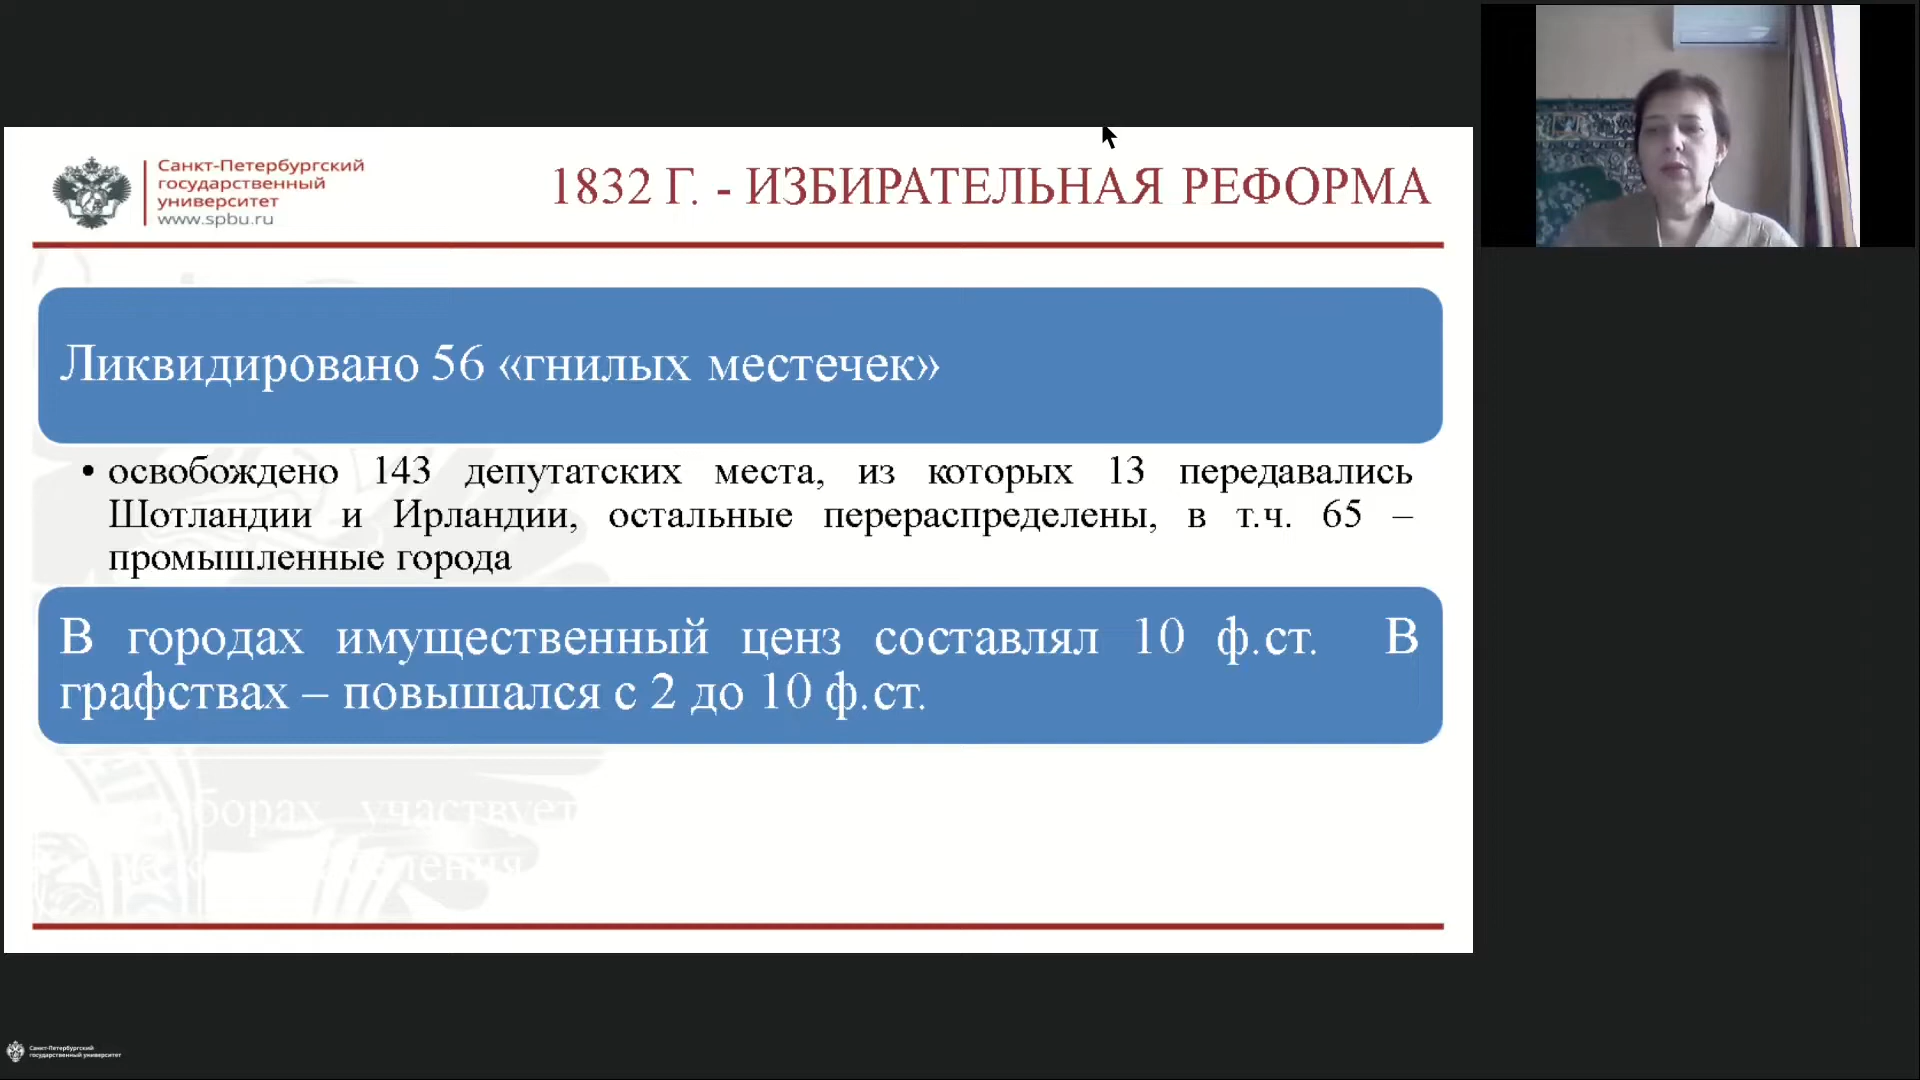 Санкт-Петербургский
государственный
университет
www.spbu.ru
1832 Г. - ИЗБИРАТЕЛЬНАЯ РЕФОРМА
Ликвидировано 56 «гнилых местечек»
• освобождено 143 депутатских места, из которых 13 передавались
Шотландии и Ирландии, остальные перераспределены, в т.ч. 65 –
промышленные города
В городах имущественный ценз составлял 10 ф.ст. В
графствах – повышался с 2 до 10 ф.ст.
участвует
Санкт-Петербургский
государственный университет